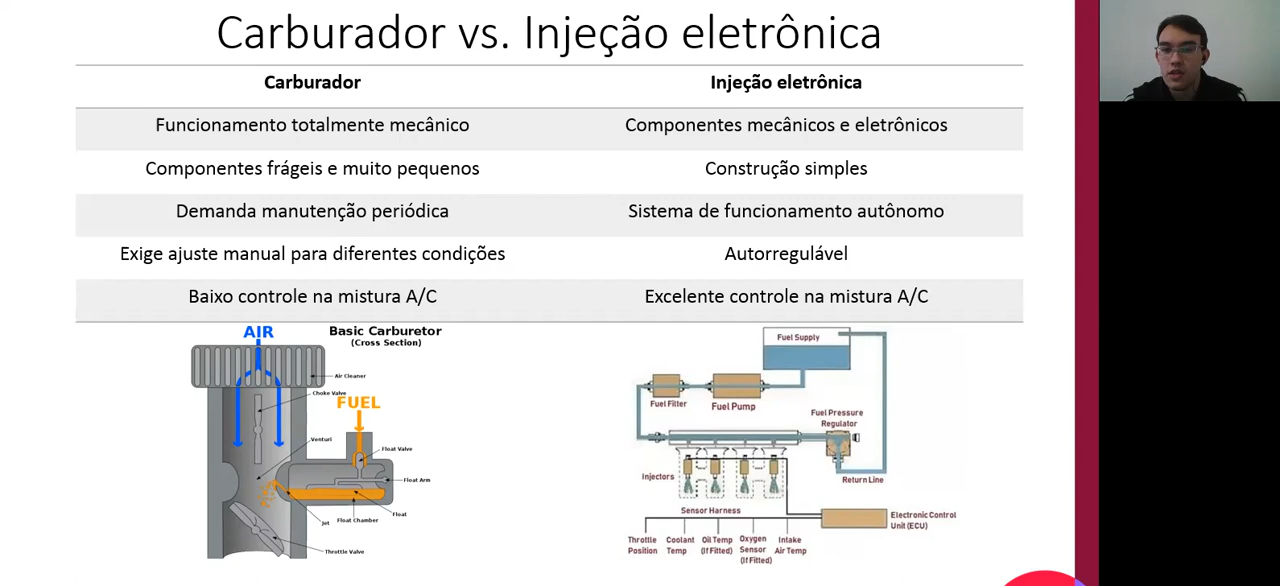 Carburador vs. Injeção eletrônica
Carburador
Injeção eletrônica
Funcionamento totalmente mecânico
Componentes mecânicos e eletrônicos
Componentes frágeis e muito pequenos
Construção simples
Demanda manutenção periódica
Sistema de funcionamento autônomo
Exige ajuste manual para diferentes condições
Autorregulável
Baixo controle na mistura A/C
Excelente controle na mistura A/C
AIR
Basic Carburetor
(Cross Section)
Air Cleaner
Choke Valve
FUEL
Venturi
Float Valve
Float Arm
Float
Jet
Float Chamber
Throttle Valve
Fuel Supply
Fuel Filter
Fuel Pump
Fuel Pressure
Regulator
Injectors
Return Line
Sensor Harness
Electronic Control
Unit (ECU)
Throttle
Position
Coolant
Temp
Oil Temp
(If Fitted)
Oxygen
Sensor
(If Fitted)
Intake
Air Temp